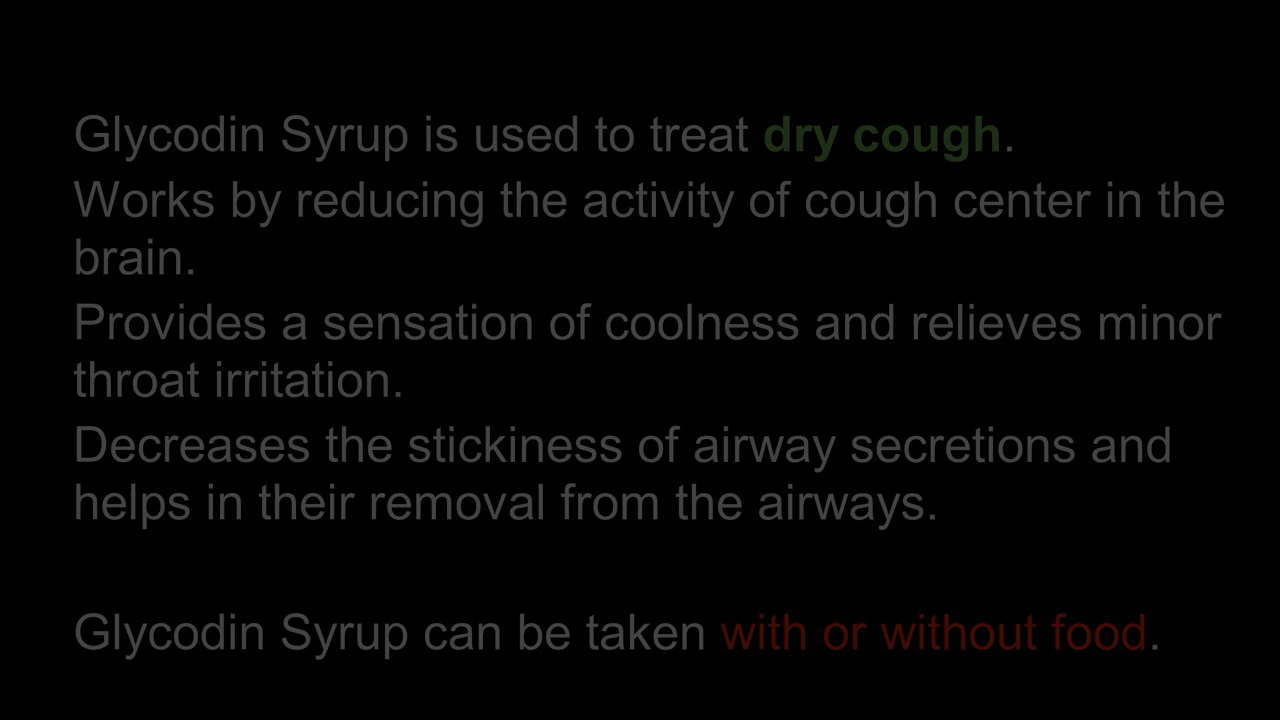 Glycodin Syrup is used to treat dry cough.
Works by reducing the activity of cough center in the
brain.
Provides a sensation of coolness and relieves minor
throat irritation.
Decreases the stickiness of airway secretions and
helps in their removal from the airways.
Glycodin Syrup can be taken with or without food.